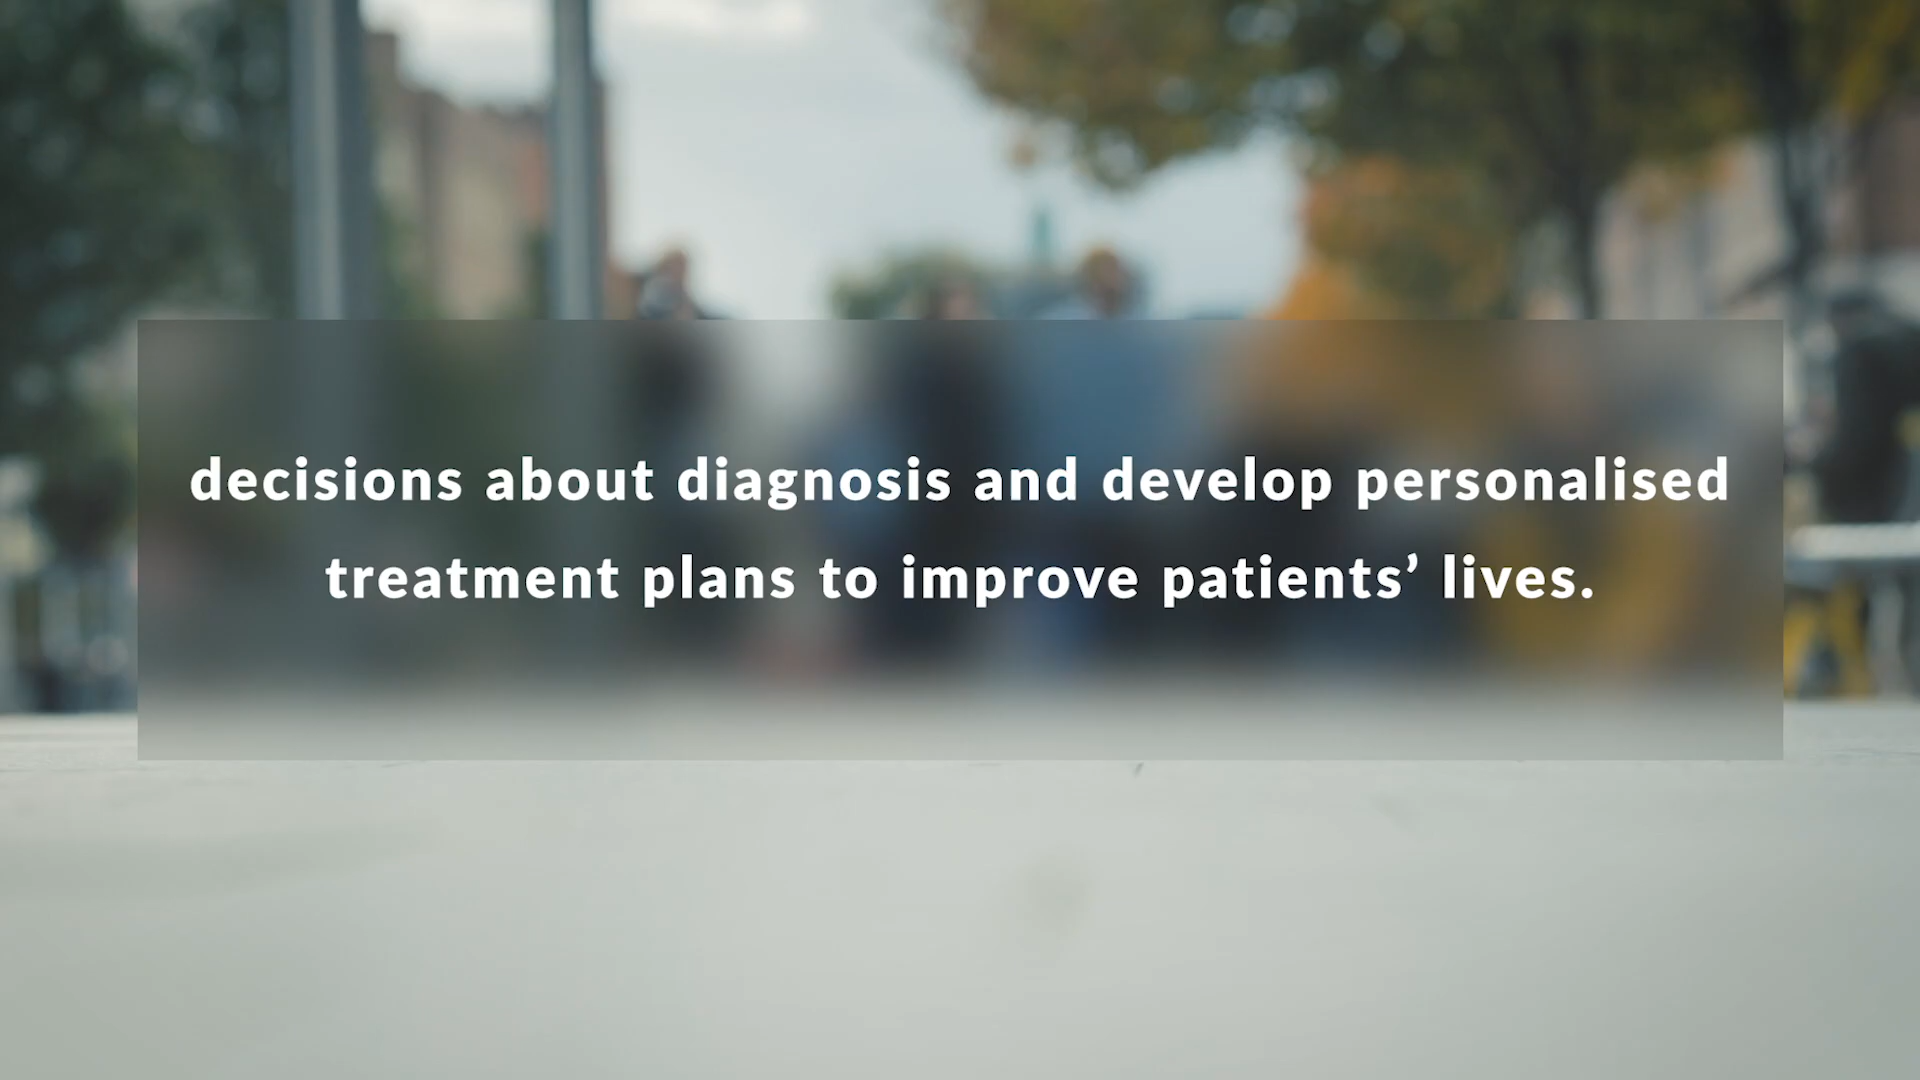 decisions about diagnosis and develop personalised
treatment plans to improve patients’ lives.